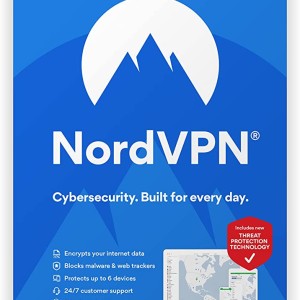 NordVPN®
Cybersecurity. Built for every day.
Includes new
THREAT
PROTECTION
TECHNOLOGY
Encrypts your internet data
Blocks malware & web trackers
Protects up to 6 devices
24/7 customer support